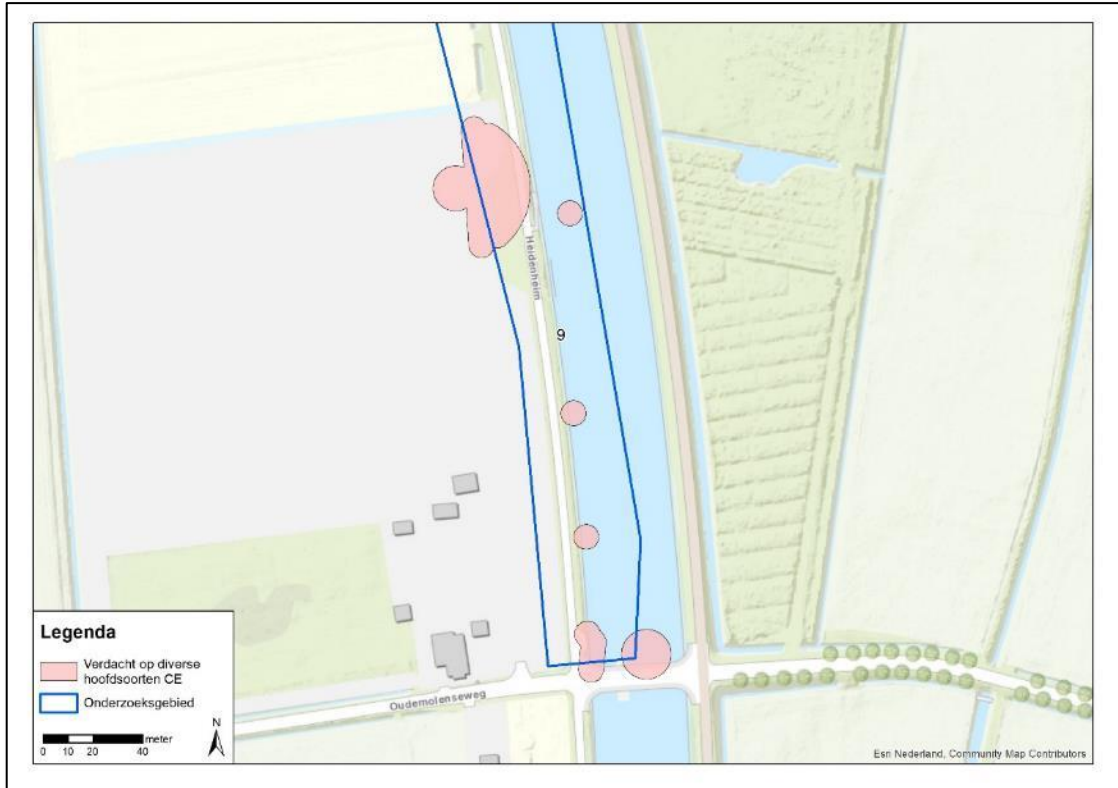 Heidenheim
9
Legenda
Verdacht op diverse
hoofdsoorten CE
Onderzoeksgebied
N
meter
0 10 20 40
Oudemolenseweg
Esri Nederland, Community Map Contributors